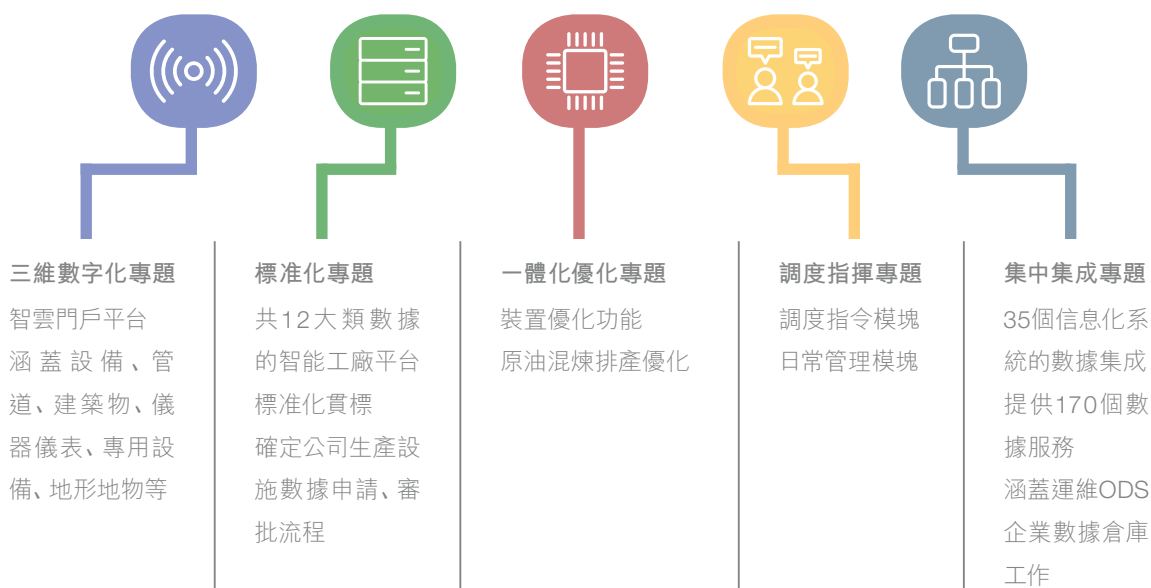 三維數字化專題
智雲門戶平台
涵蓋設備、管
道、建築物、儀
器儀表、專用設
備、地形地物等
標准化專題
共12大類數據
的智能工廠平台
標准化貫標
確定公司生產設
施數據申請、審
批流程
一體化優化專題
裝置優化功能
原油混煉排產優化
調度指揮專題
調度指令模塊
日常管理模塊
集中集成專題
35個信息化系
統的數據集成
提供170個數
據服務
涵蓋運維ODS
企業數據倉庫
工作